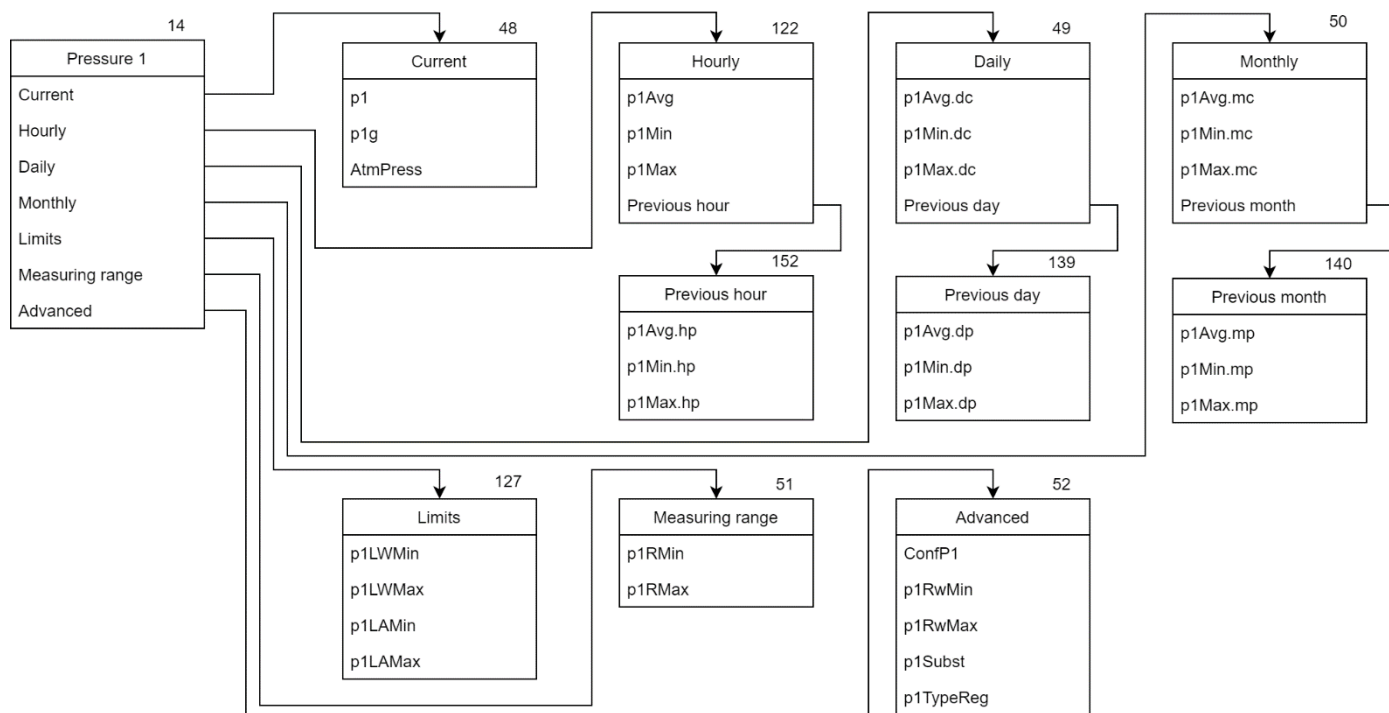 14
Pressure 1
Current
Hourly
Daily
Monthly
Limits
Measuring range
Advanced
48
Current
p1
p1g
AtmPress
122
Hourly
p1Avg
p1Min
p1Max
Previous hour
49
Daily
p1Avg.dc
p1Min.dc
p1Max.dc
Previous day
50
Monthly
p1Avg.mc
p1Min.mc
p1Max.mc
Previous month
152
Previous hour
p1Avg.hp
p1Min.hp
p1Max.hp
139
Previous day
p1Avg.dp
p1Min.dp
p1Max.dp
140
Previous month
p1Avg.mp
p1Min.mp
p1Max.mp
127
Limits
p1LWMin
p1LWMax
p1LAMin
p1LAMax
51
Measuring range
p1RMin
p1RMax
52
Advanced
ConfP1
p1RwMin
p1RwMax
p1Subst
p1TypeReg